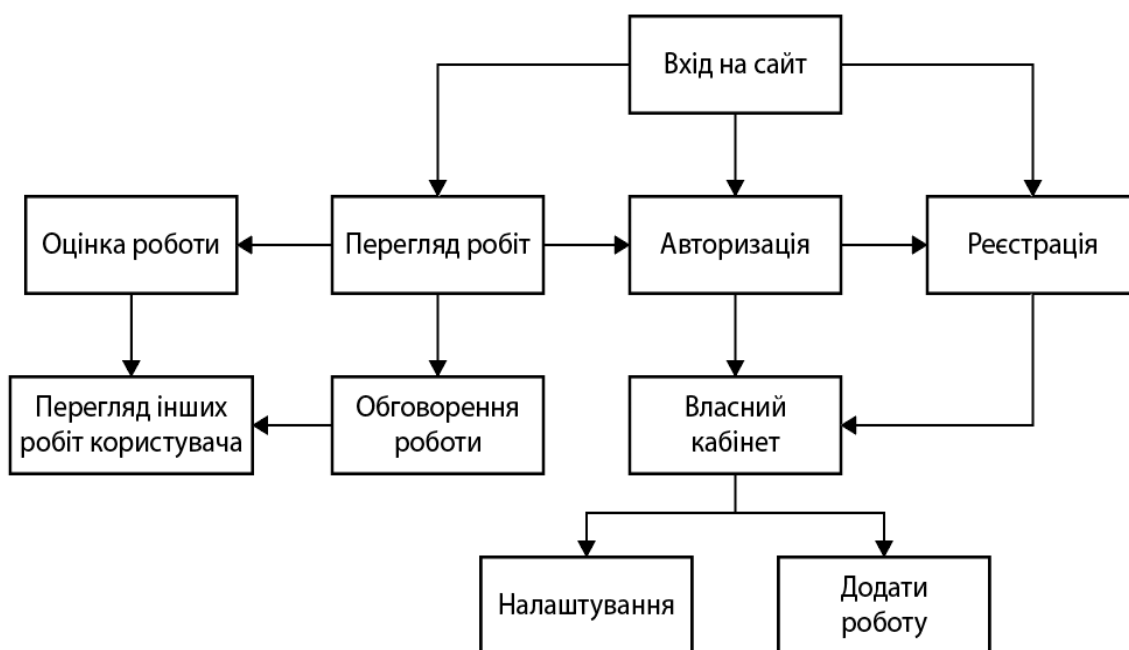 Вхід на сайт
Оцінка роботи
Перегляд робіт
Авторизація
Реєстрація
Перегляд інших
робіт користувача
Обговорення
роботи
Власний
кабінет
Налаштування
Додати
роботу